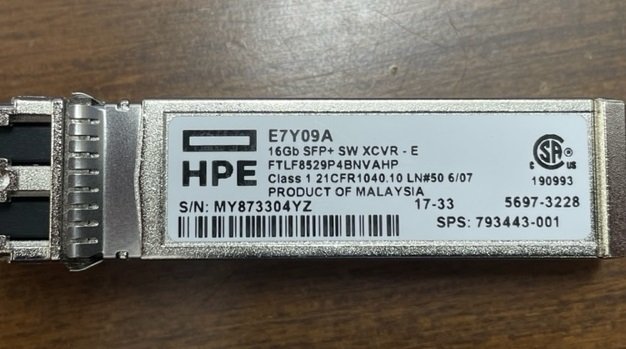 E7Y09A
16Gb SFP+ SW XCVR - E
FTLF8529P4BNVAHP
Class 1 21CFR1040.10 LN#50 6/07
PRODUCT OF MALAYSIA
HPE
S/N: MY873304YZ
17-33
5697-3228
SPS: 793443-001
C SA US
190993